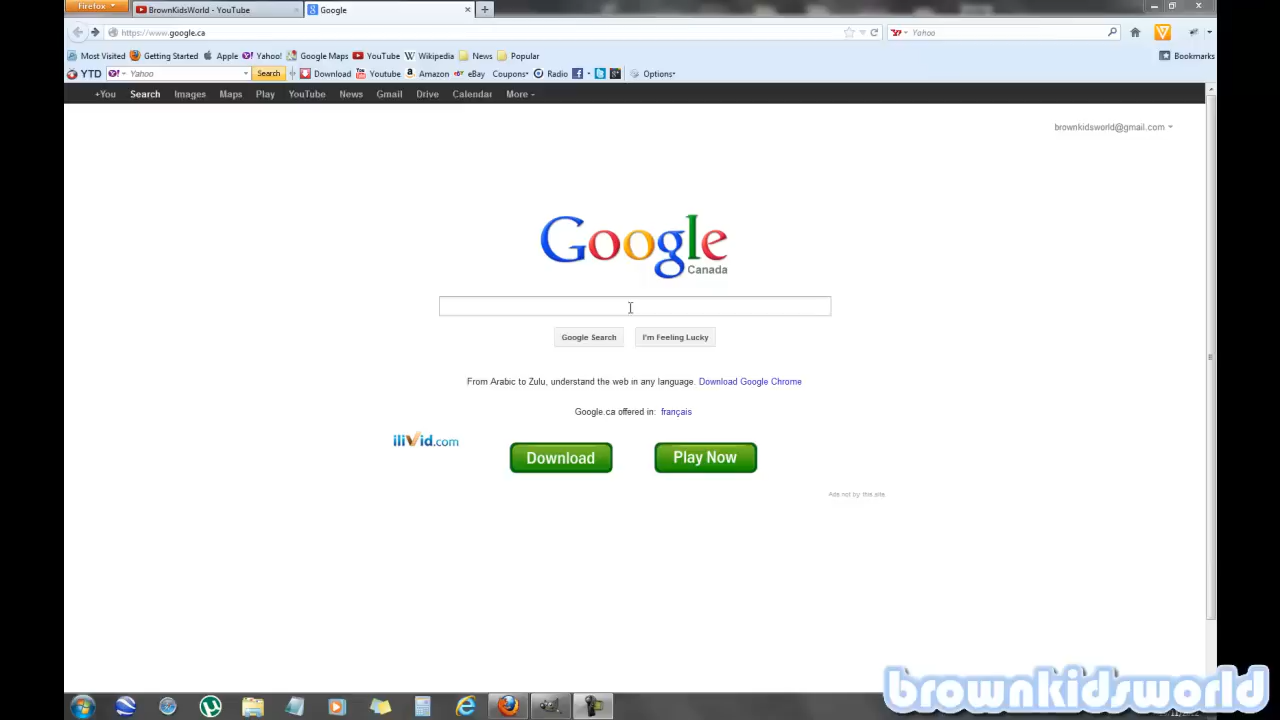 Firefox
BrownKidsWorld - YouTube
Google
https://www.google.ca
Yahoo
Most Visited Getting Started Apple Yahoo! Google Maps YouTube Wikipedia News Popular
Bookmarks
YTD Yahoo Search Download Youtube Amazon eBay Coupons Radio Options
+You Search Images Maps Play YouTube News Gmail Drive Calendar More
brownkidsworld@gmail.com
Google
Canada
Google Search I'm Feeling Lucky
From Arabic to Zulu, understand the web in any language. Download Google Chrome
Google.ca offered in: français
iliVid.com
Download Play Now
Ads not by this site
brownkidsworld